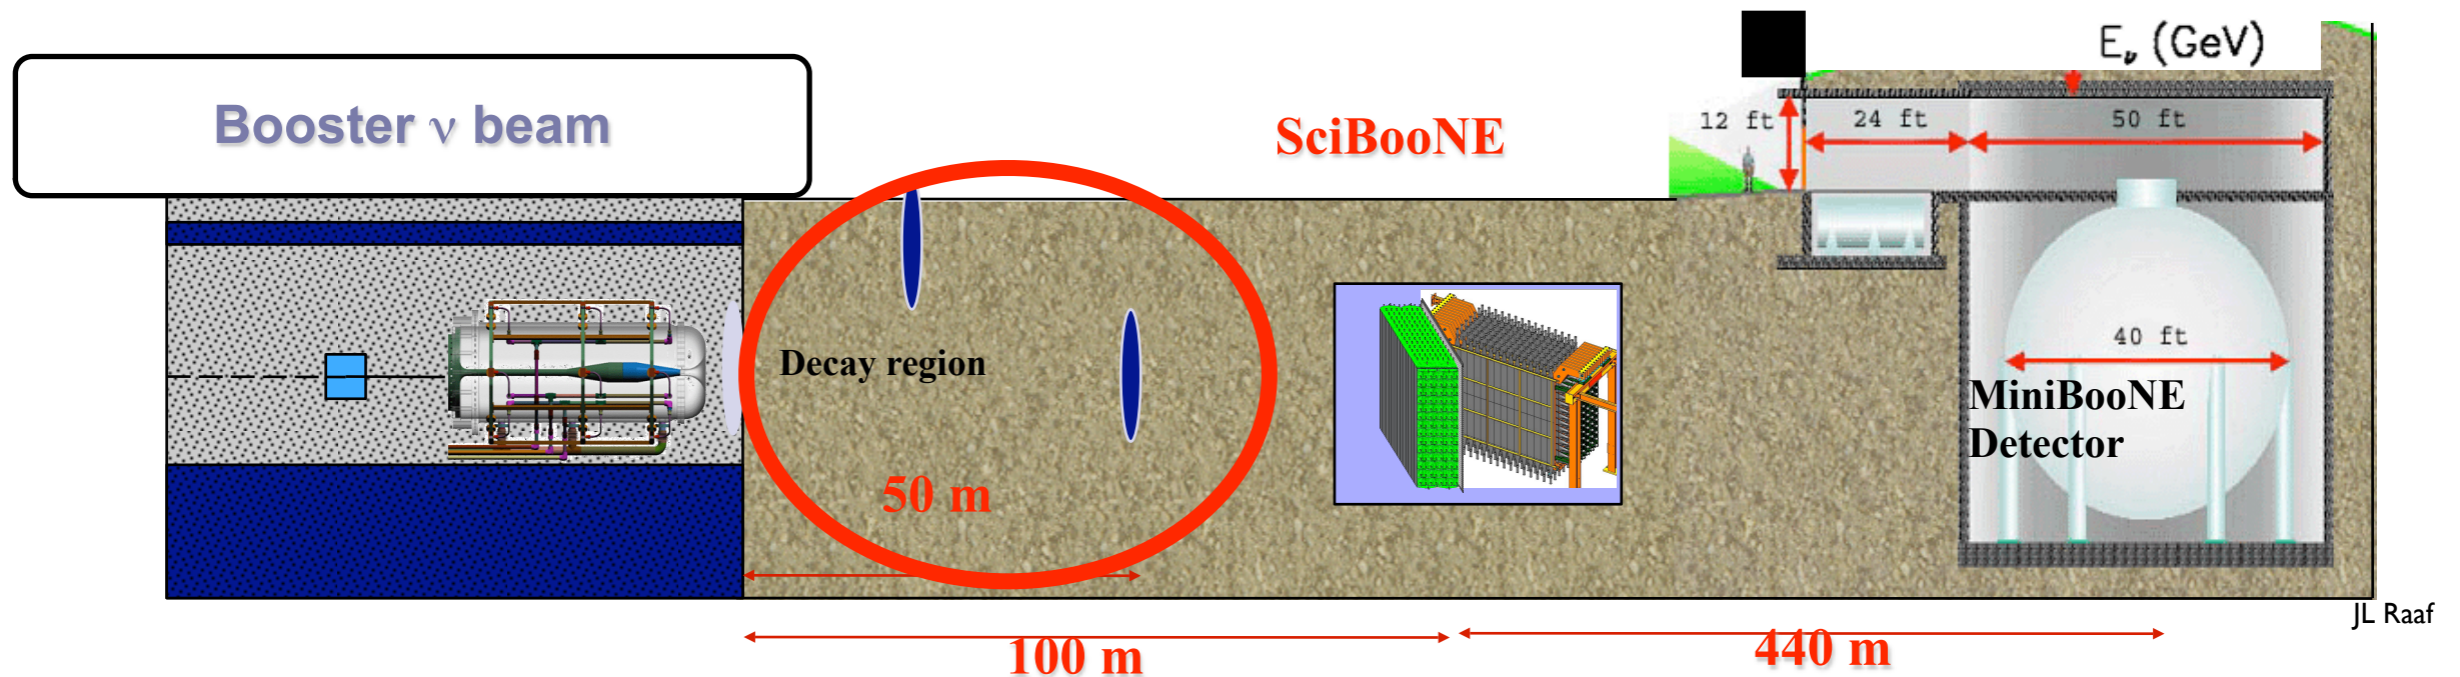 Booster ν beam
SciBooNE
E_ν (GeV)
12 ft
24 ft
50 ft
Decay region
40 ft
MiniBooNE
Detector
50 m
JL Raaf
100 m
440 m